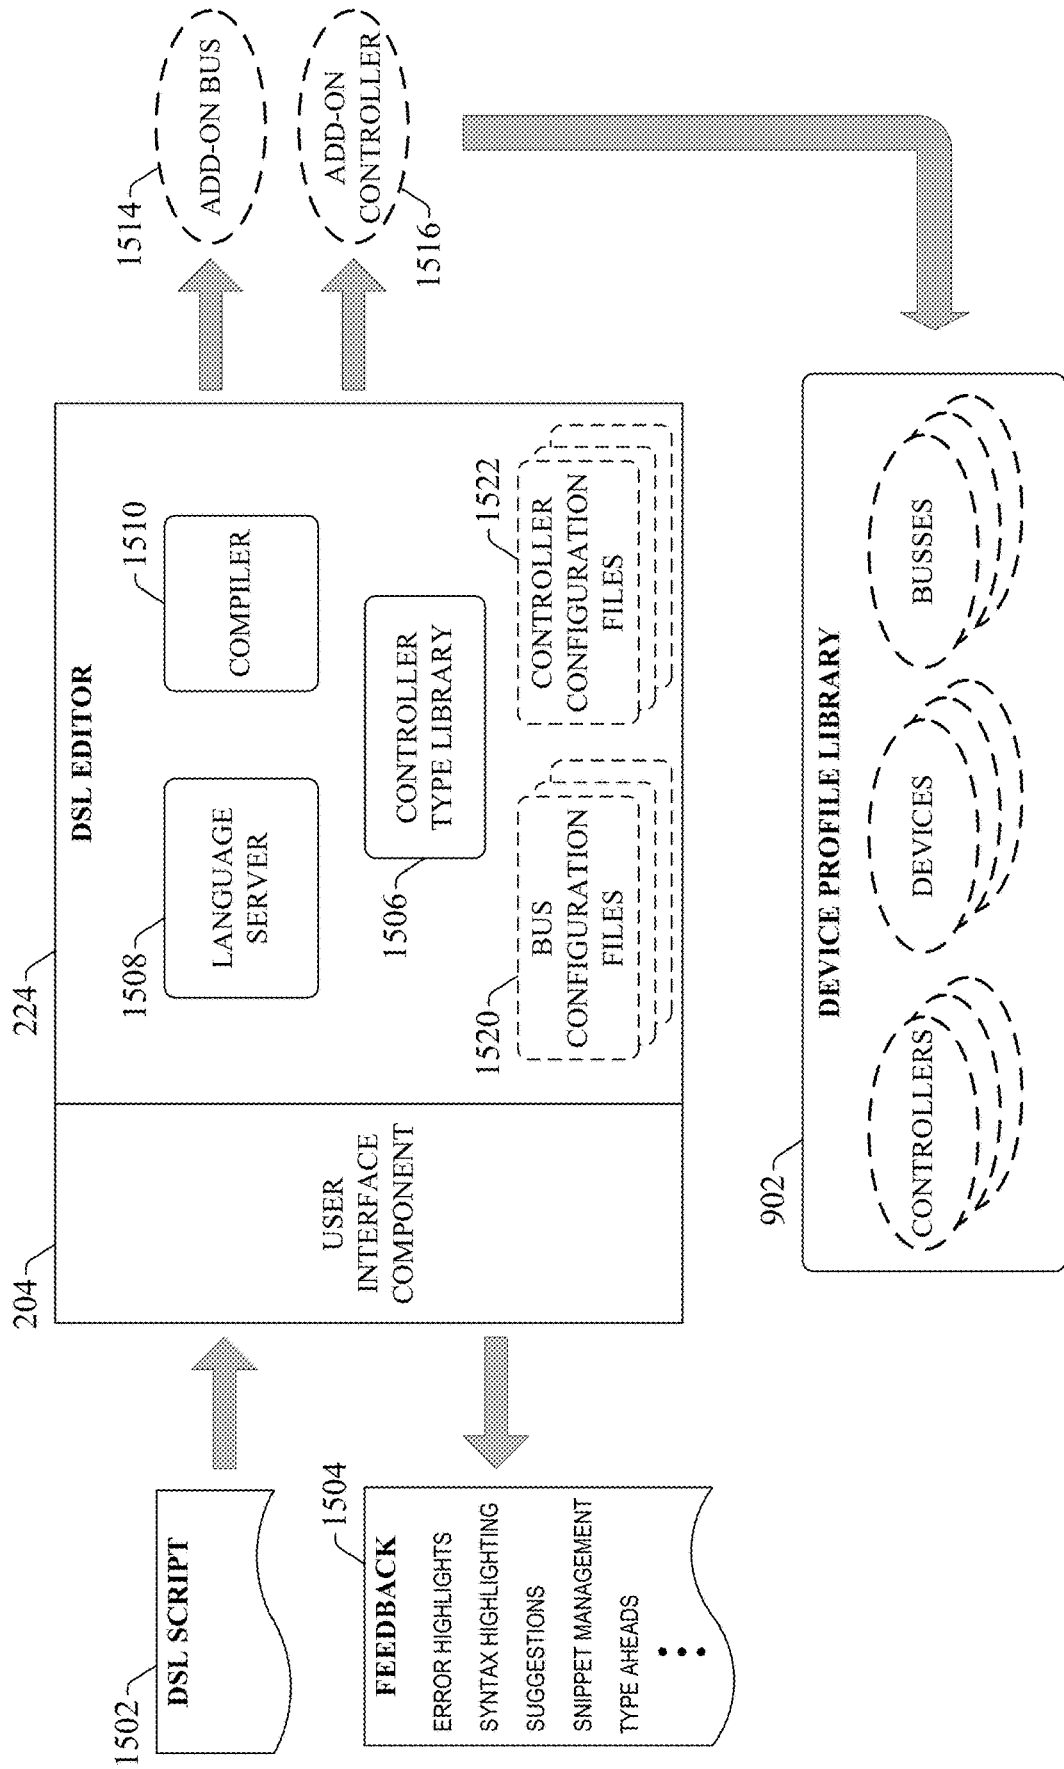 1502
DSL SCRIPT
1504
FEEDBACK
ERROR HIGHLIGHTS
SYNTAX HIGHLIGHTING
SUGGESTIONS
SNIPPET MANAGEMENT
TYPE AHEADS
204
USER
INTERFACE
COMPONENT
224
DSL EDITOR
1508
LANGUAGE
SERVER
1510
COMPILER
1506
CONTROLLER
TYPE LIBRARY
1520
BUS
CONFIGURATION
FILES
1522
CONTROLLER
CONFIGURATION
FILES
1514
ADD-ON BUS
ADD-ON
CONTROLLER
1516
902
DEVICE PROFILE LIBRARY
CONTROLLERS
DEVICES
BUSSES